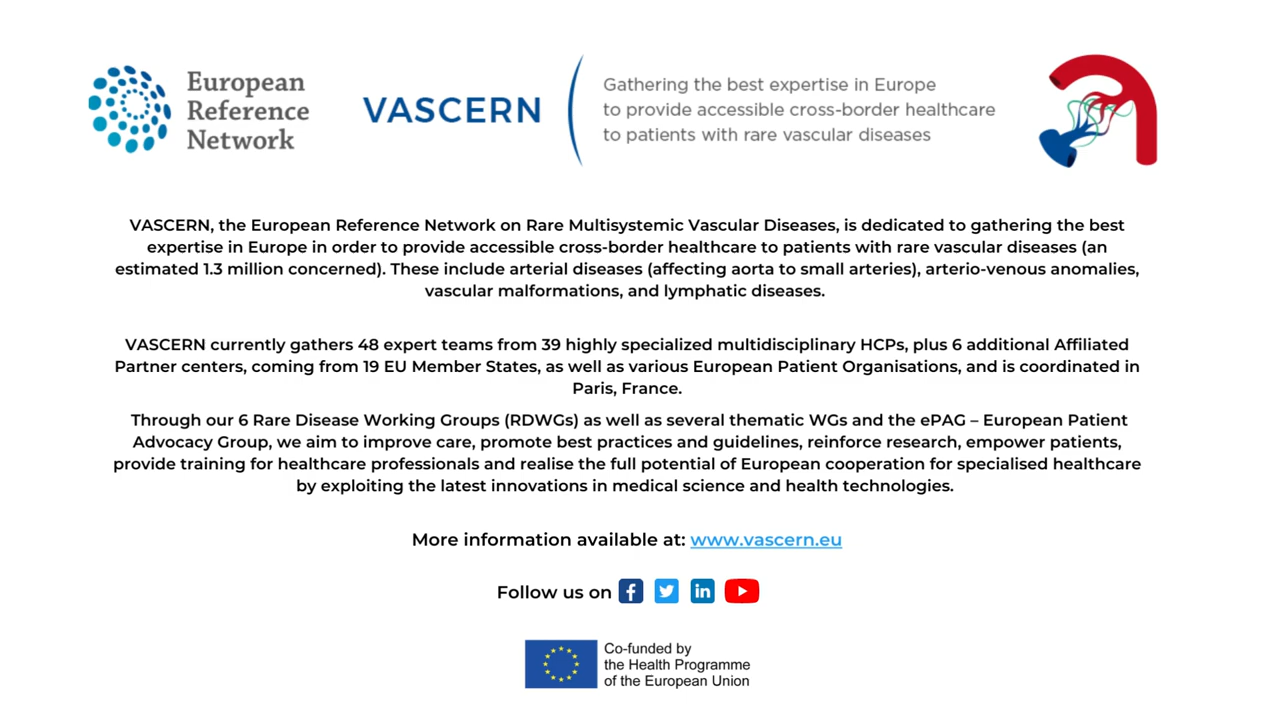 European
Reference
Network
VASCERN
Gathering the best expertise in Europe
to provide accessible cross-border healthcare
to patients with rare vascular diseases
VASCERN, the European Reference Network on Rare Multisystemic Vascular Diseases, is dedicated to gathering the best
expertise in Europe in order to provide accessible cross-border healthcare to patients with rare vascular diseases (an
estimated 1.3 million concerned). These include arterial diseases (affecting aorta to small arteries), arterio-venous anomalies,
vascular malformations, and lymphatic diseases.
VASCERN currently gathers 48 expert teams from 39 highly specialized multidisciplinary HCPs, plus 6 additional Affiliated
Partner centers, coming from 19 EU Member States, as well as various European Patient Organisations, and is coordinated in
Paris, France.
Through our 6 Rare Disease Working Groups (RDWGs) as well as several thematic WGs and the ePAG – European Patient
Advocacy Group, we aim to improve care, promote best practices and guidelines, reinforce research, empower patients,
provide training for healthcare professionals and realise the full potential of European cooperation for specialised healthcare
by exploiting the latest innovations in medical science and health technologies.
More information available at: www.vascern.eu
Follow us on
Co-funded by
the Health Programme
of the European Union